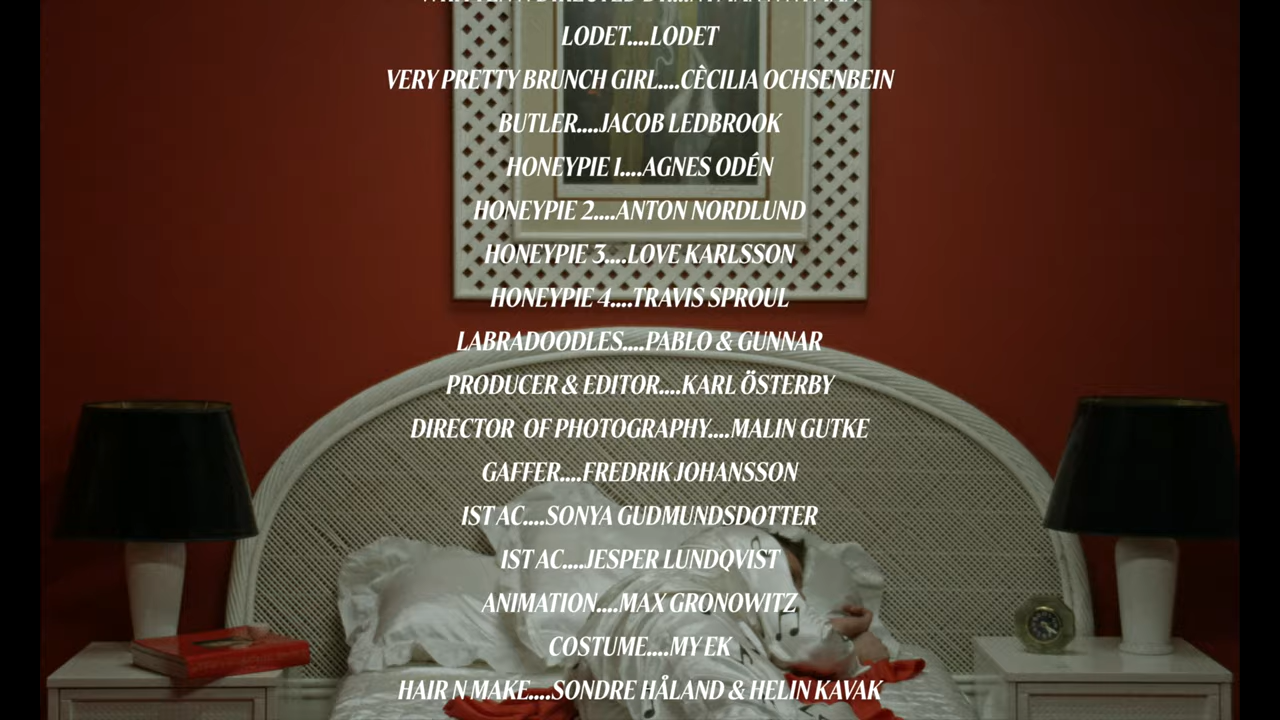 LODET....LODET
VERY PRETTY BRUNCH GIRL....CÊCILIA OCHSENBEIN
BUTLER....JACOB LEDBROOK
HONEYPIE 1....AGNES ODÉN
HONEYPIE 2....ANTON NORDLUND
HONEYPIE 3....LOVE KARLSSON
HONEYPIE 4....TRAVIS SPROUL
LABRADOODLES....PABLO & GUNNAR
PRODUCER & EDITOR....KARL ÖSTERBY
DIRECTOR OF PHOTOGRAPHY....MALIN GUTKE
GAFFER....FREDRIK JOHANSSON
1ST AC....SONYA GUDMUNDSDOTTER
1ST AC....JESPER LUNDQVIST
ANIMATION....MAX GRONOWITZ
COSTUME....MY EK
HAIR N MAKE....SONDRE HÅLAND & HELIN KAVAK